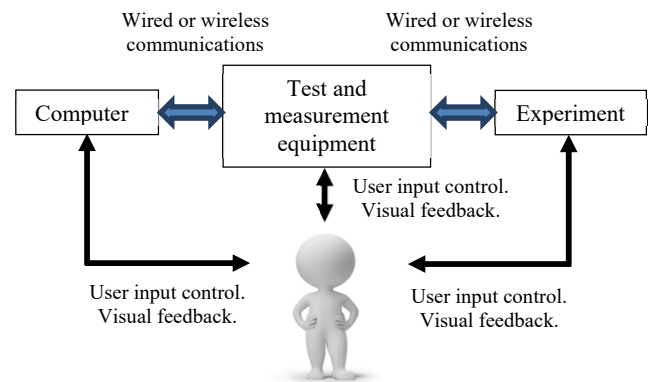 Wired or wireless
communications
Wired or wireless
communications
Computer
Test and
measurement
equipment
Experiment
User input control.
Visual feedback.
User input control.
Visual feedback.
User input control.
Visual feedback.